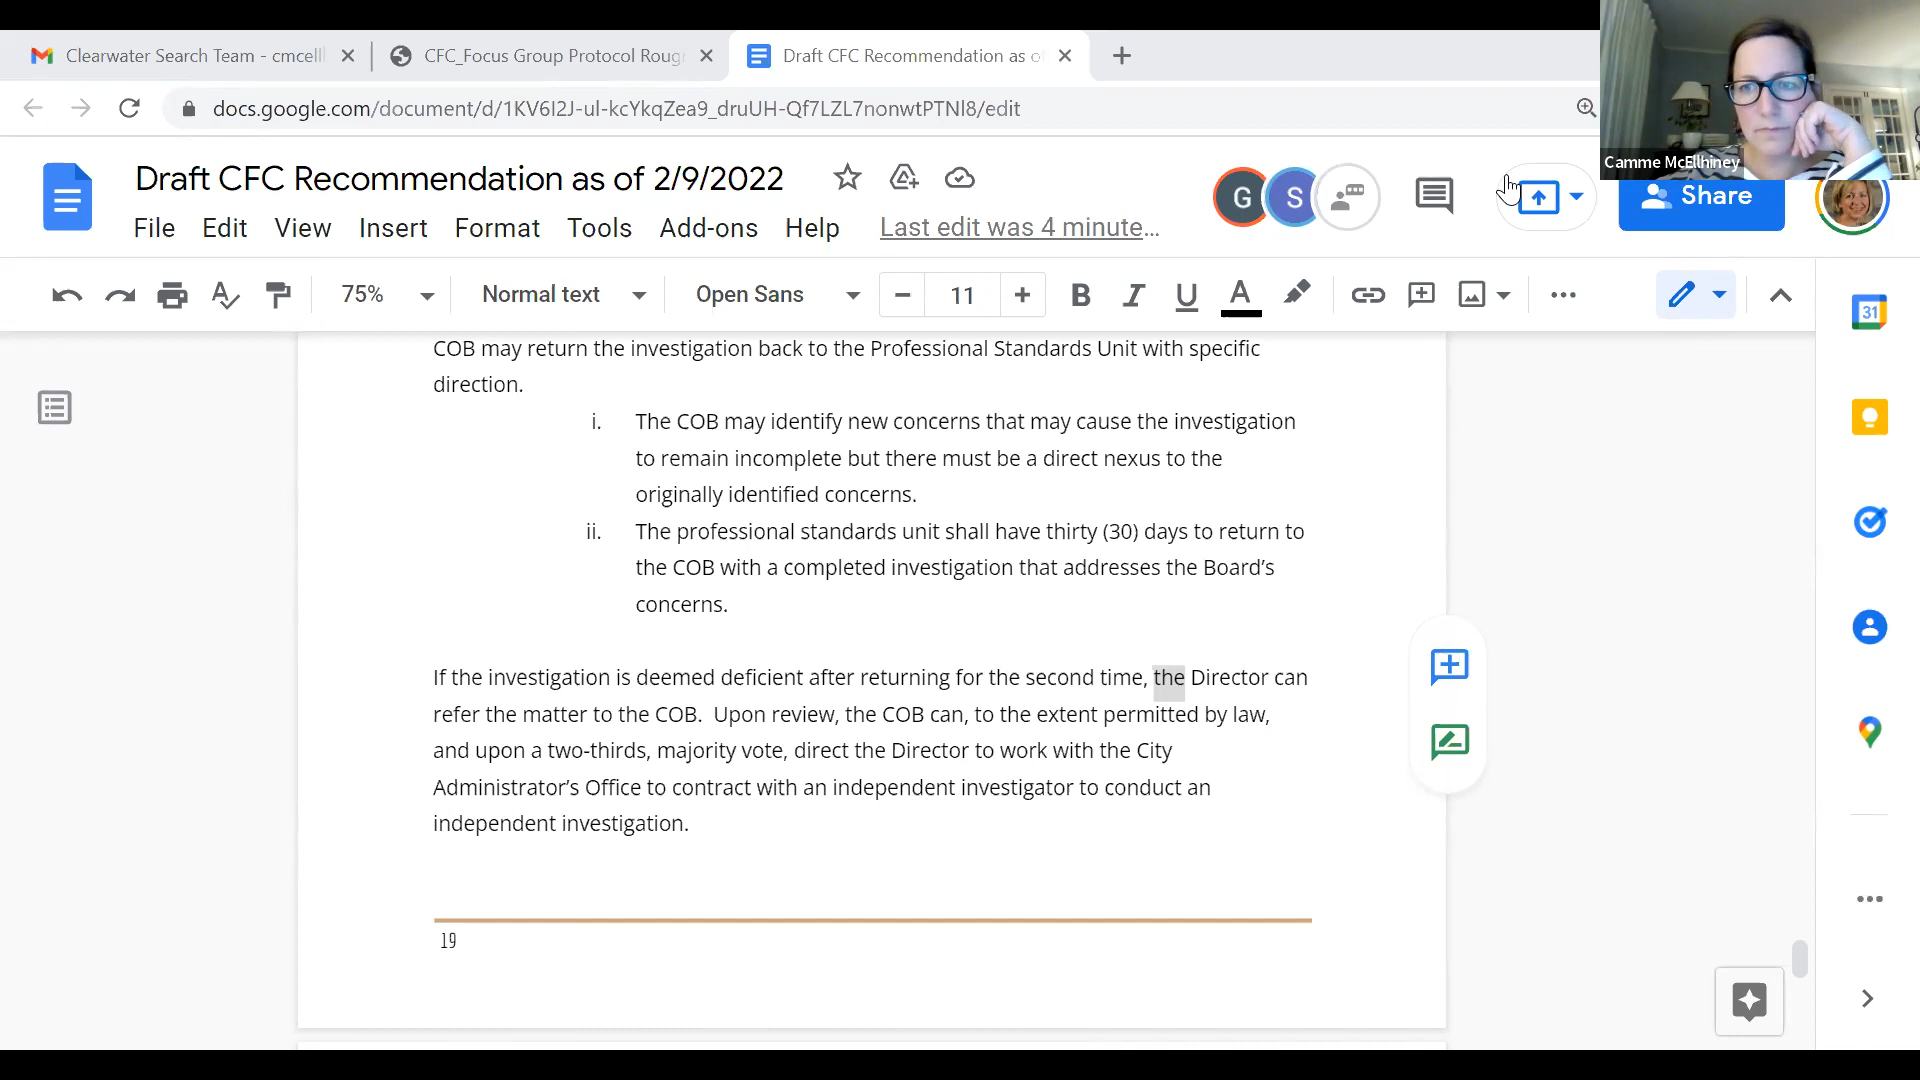 Clearwater Search Team - cmcelll
CFC_Focus Group Protocol Roug
Draft CFC Recommendation as o
docs.google.com/document/d/1KV6I2J-ul-kcYkqZea9_druUH-Qf7LZL7nonwtPTNl8/edit
Camme McEllhiney
Draft CFC Recommendation as of 2/9/2022
G
S
Share
File Edit View Insert Format Tools Add-ons Help Last edit was 4 minute…
75% Normal text Open Sans 11 B I U A
31
COB may return the investigation back to the Professional Standards Unit with specific
direction.
i. The COB may identify new concerns that may cause the investigation
to remain incomplete but there must be a direct nexus to the
originally identified concerns.
ii. The professional standards unit shall have thirty (30) days to return to
the COB with a completed investigation that addresses the Board's
concerns.
If the investigation is deemed deficient after returning for the second time, the Director can
refer the matter to the COB.  Upon review, the COB can, to the extent permitted by law,
and upon a two-thirds, majority vote, direct the Director to work with the City
Administrator's Office to contract with an independent investigator to conduct an
independent investigation.
19